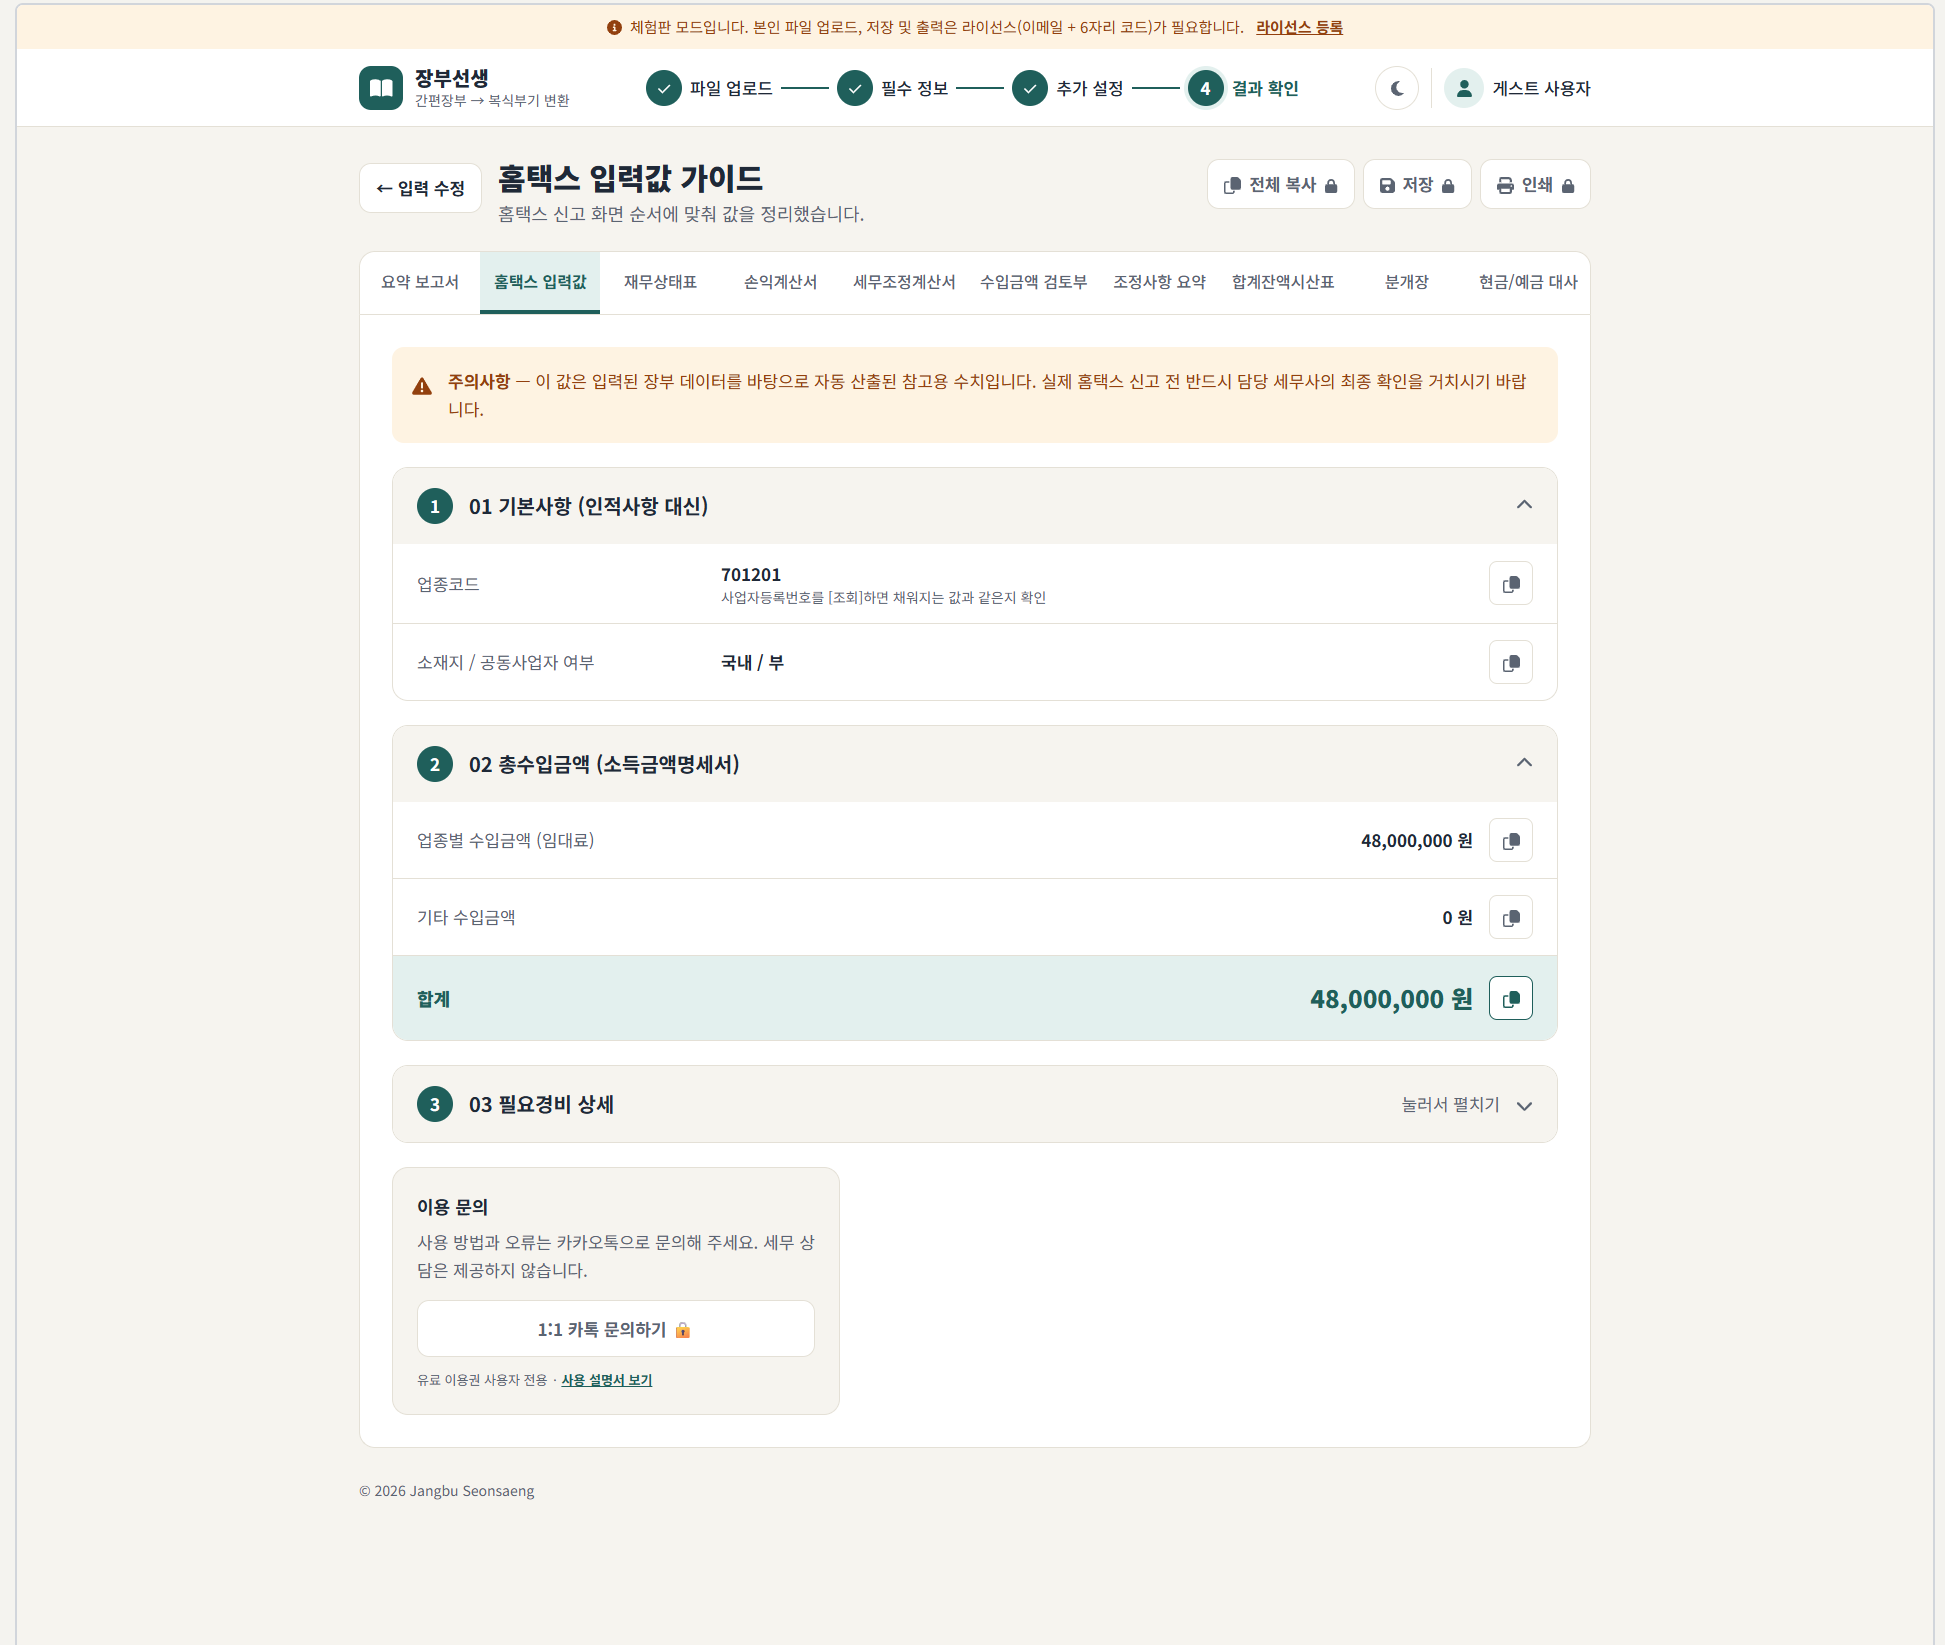 체험판 모드입니다. 본인 파일 업로드, 저장 및 출력은 라이선스(이메일 + 6자리 코드)가 필요합니다. 라이선스 등록
장부선생
간편장부 → 복식부기 변환
파일 업로드
필수 정보
추가 설정
4 결과 확인
게스트 사용자
← 입력 수정
홈택스 입력값 가이드
홈택스 신고 화면 순서에 맞춰 값을 정리했습니다.
전체 복사
저장
인쇄
요약 보고서
홈택스 입력값
재무상태표
손익계산서
세무조정계산서
수입금액 검토부
조정사항 요약
합계잔액시산표
분개장
현금/예금 대사
주의사항 — 이 값은 입력된 장부 데이터를 바탕으로 자동 산출된 참고용 수치입니다. 실제 홈택스 신고 전 반드시 담당 세무사의 최종 확인을 거치시기 바랍
니다.
1 01 기본사항 (인적사항 대신)
업종코드
701201
사업자등록번호를 [조회]하면 채워지는 값과 같은지 확인
소재지 / 공동사업자 여부
국내 / 부
2 02 총수입금액 (소득금액명세서)
업종별 수입금액 (임대료)
48,000,000 원
기타 수입금액
0 원
합계
48,000,000 원
3 03 필요경비 상세
눌러서 펼치기
이용 문의
사용 방법과 오류는 카카오톡으로 문의해 주세요. 세무 상
담은 제공하지 않습니다.
1:1 카톡 문의하기
유료 이용권 사용자 전용 · 사용 설명서 보기
© 2026 Jangbu Seonsaeng